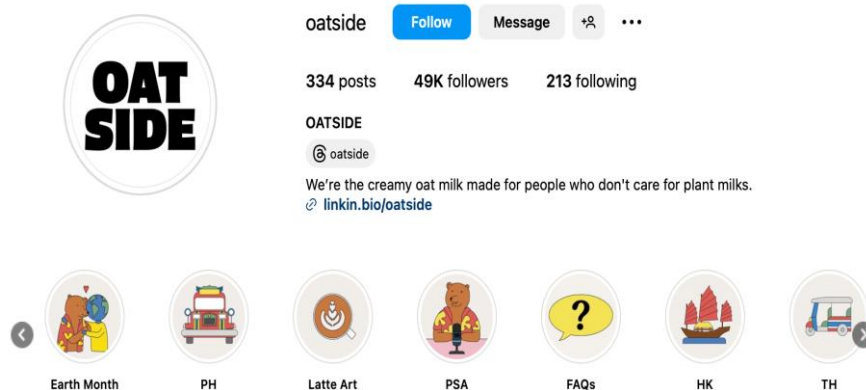 OAT
SIDE
oatside Follow Message
334 posts 49K followers 213 following
OATSIDE
oatside
We're the creamy oat milk made for people who don't care for plant milks.
linkin.bio/oatside
?
Earth Month PH Latte Art PSA FAQs HK TH